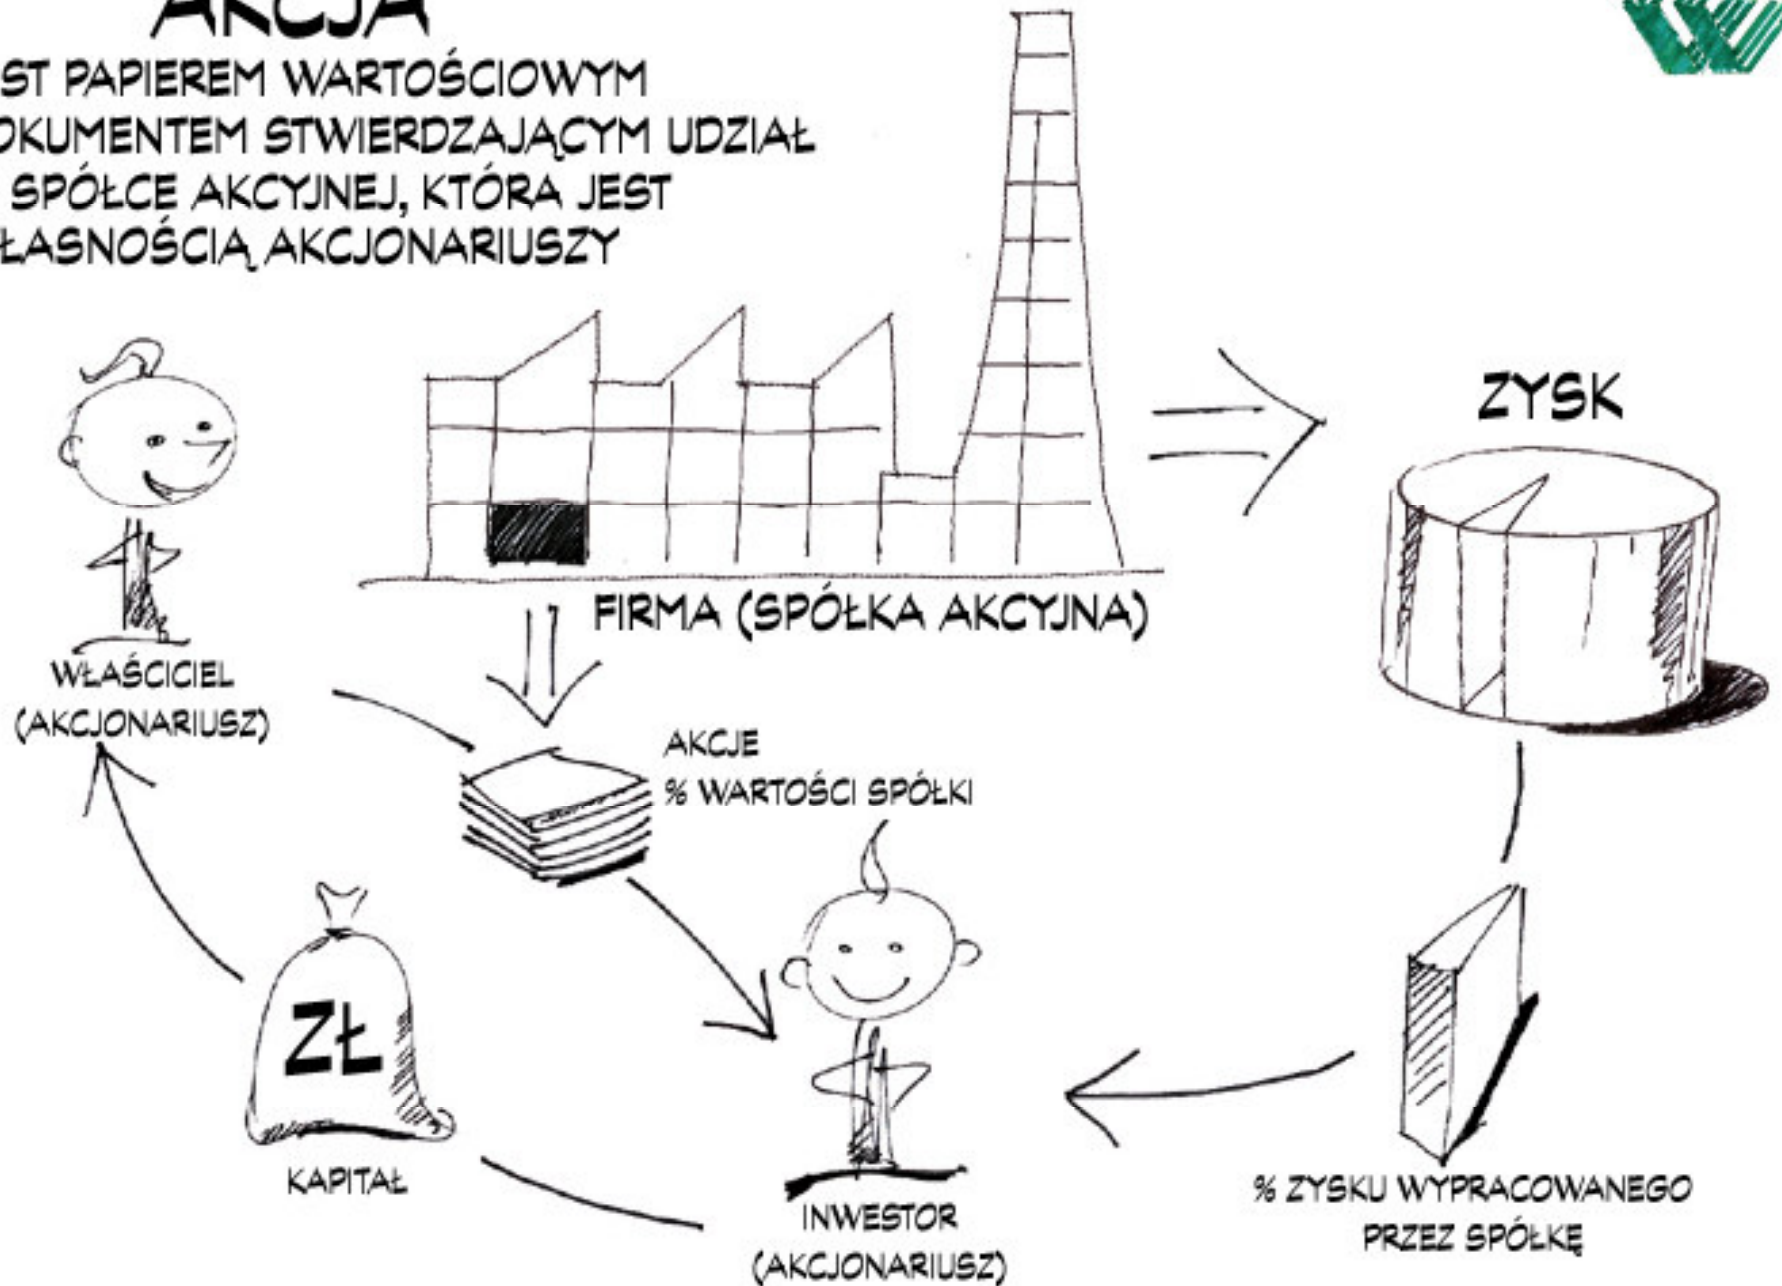 AKCJA
ST PAPIEREM WARTOŚCIOWYM
OKUMENTEM STWIERDZAJĄCYM UDZIAŁ
SPÓŁCE AKCYJNEJ, KTÓRA JEST
ŁASNOŚCIĄ AKCJONARIUSZY
ZYSK
FIRMA (SPÓŁKA AKCYJNA)
WŁAŚCICIEL
(AKCJONARIUSZ)
AKCJE
% WARTOŚCI SPÓŁKI
ZŁ
KAPITAŁ
INWESTOR
(AKCJONARIUSZ)
% ZYSKU WYPRACOWANEGO
PRZEZ SPÓŁKĘ